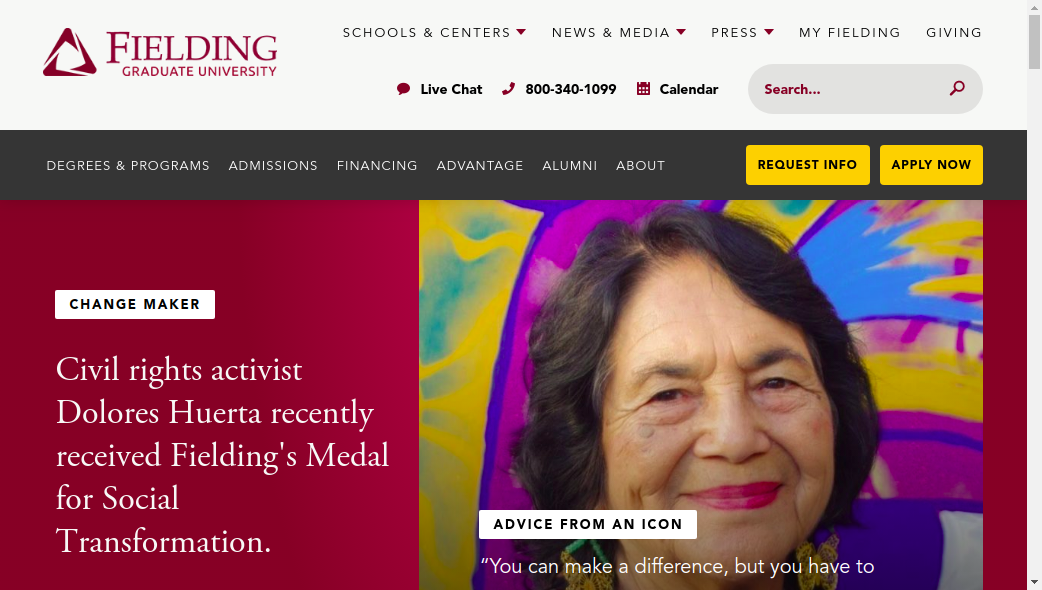 FIELDING
GRADUATE UNIVERSITY
SCHOOLS & CENTERS
NEWS & MEDIA
PRESS
MY FIELDING
GIVING
Live Chat
800-340-1099
Calendar
Search...
DEGREES & PROGRAMS
ADMISSIONS
FINANCING
ADVANTAGE
ALUMNI
ABOUT
REQUEST INFO
APPLY NOW
CHANGE MAKER
Civil rights activist
Dolores Huerta recently
received Fielding's Medal
for Social
Transformation.
ADVICE FROM AN ICON
“You can make a difference, but you have to